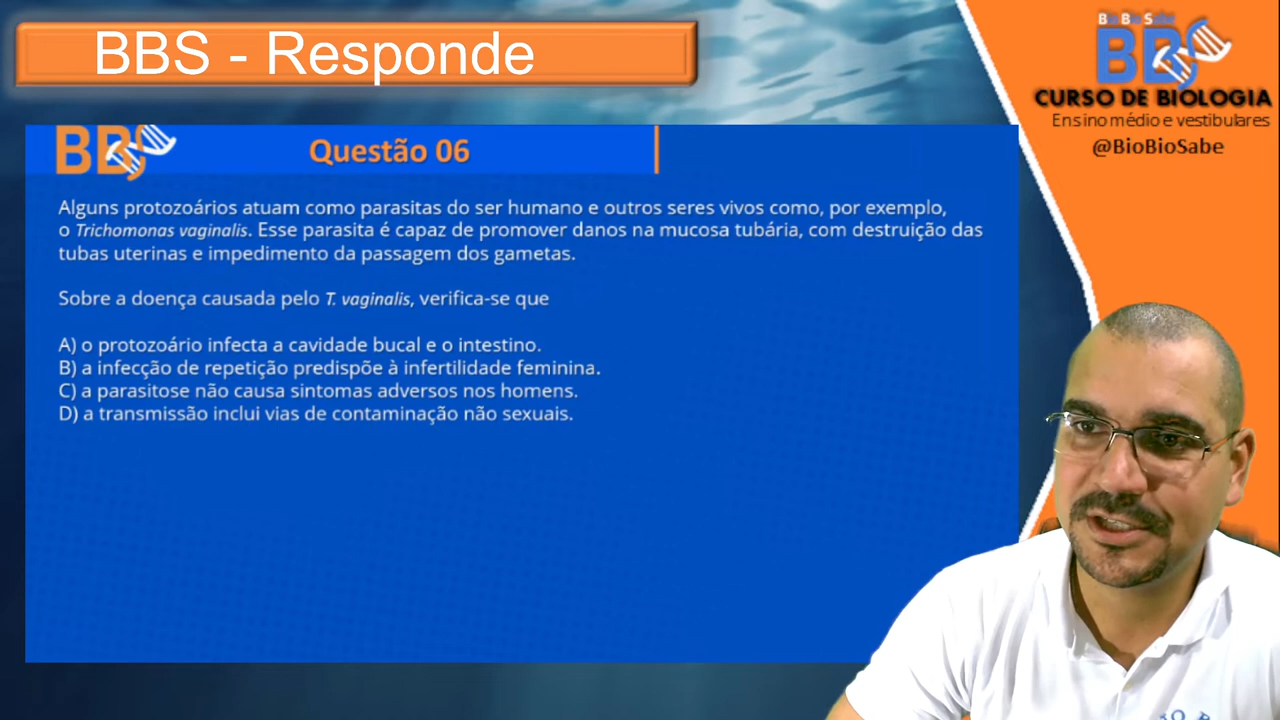 BBS - Responde
Bio Bio Sabe
BBS
CURSO DE BIOLOGIA
Ensino médio e vestibulares
@BioBioSabe
BBS
Questão 06
Alguns protozoários atuam como parasitas do ser humano e outros seres vivos como, por exemplo,
o Trichomonas vaginalis. Esse parasita é capaz de promover danos na mucosa tubária, com destruição das
tubas uterinas e impedimento da passagem dos gametas.
Sobre a doença causada pelo T. vaginalis, verifica-se que
A) o protozoário infecta a cavidade bucal e o intestino.
B) a infecção de repetição predispõe à infertilidade feminina.
C) a parasitose não causa sintomas adversos nos homens.
D) a transmissão inclui vias de contaminação não sexuais.